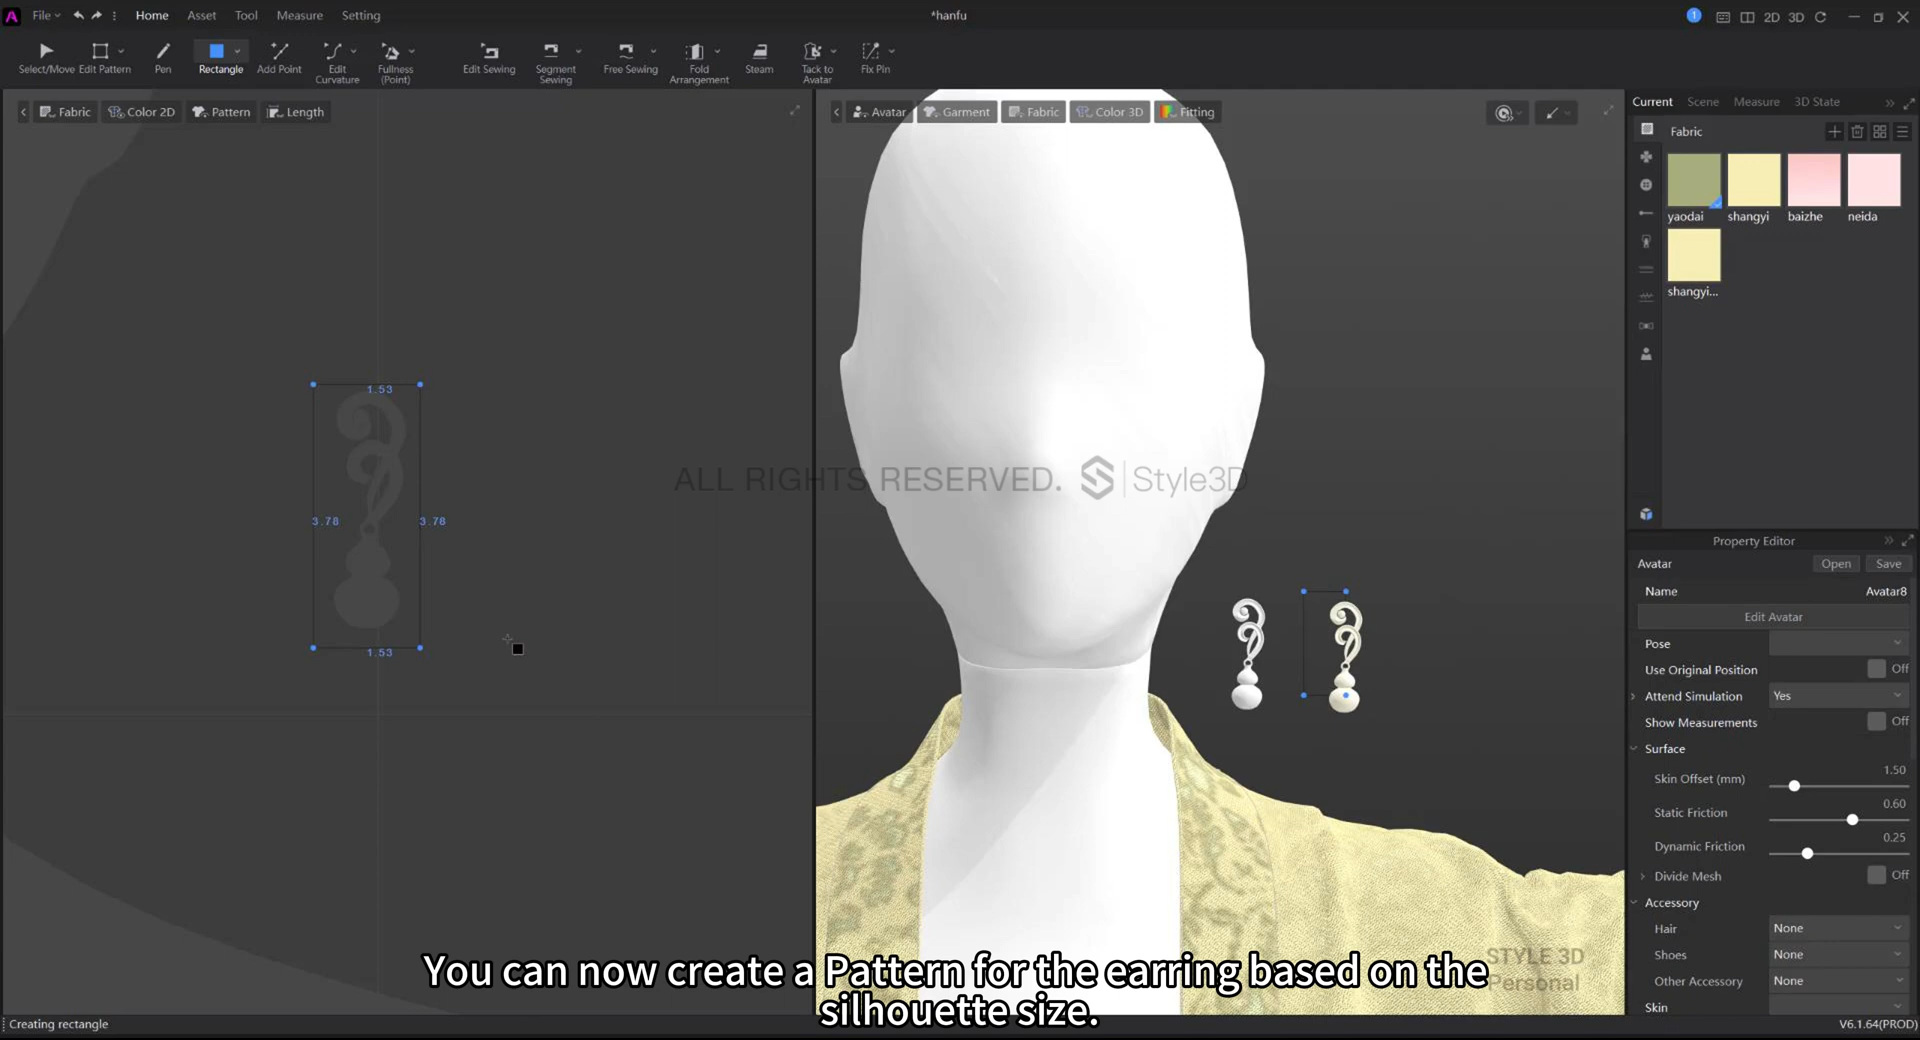 File
Home
Asset
Tool
Measure
Setting
*hanfu
1
2D
3D
Select/Move
Edit Pattern
Pen
Rectangle
Add Point
Edit
Curvature
Fullness
(Point)
Edit Sewing
Segment
Sewing
Free Sewing
Fold
Arrangement
Steam
Tack to
Avatar
Fix Pin
Fabric
Color 2D
Pattern
Length
Avatar
Garment
Fabric
Color 3D
Fitting
Current
Scene
Measure
3D State
Fabric
yaodai
shangyi
baizhe
neida
shangyi...
1.53
3.78
3.78
1.53
ALL RIGHTS RESERVED. Style3D
Property Editor
Avatar
Open
Save
Name
Avatar8
Edit Avatar
Pose
Use Original Position
Off
Attend Simulation
Yes
Show Measurements
Off
Surface
Skin Offset (mm)
1.50
Static Friction
0.60
Dynamic Friction
0.25
Divide Mesh
Off
Accessory
Hair
None
Shoes
None
Other Accessory
None
Skin
STYLE 3D
Personal
You can now create a Pattern for the earring based on the
silhouette size.
Creating rectangle
V6.1.64(PROD)